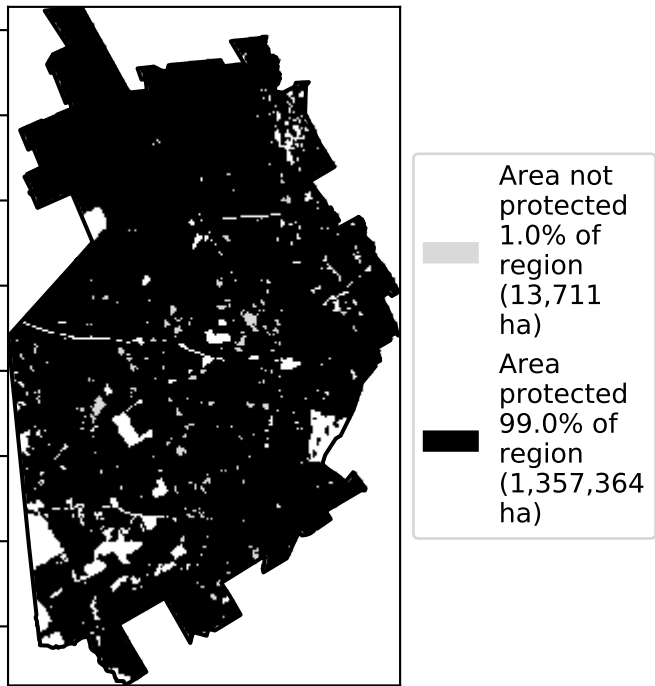 Area not
protected
1.0% of
region
(13,711
ha)
Area
protected
99.0% of
region
(1,357,364
ha)